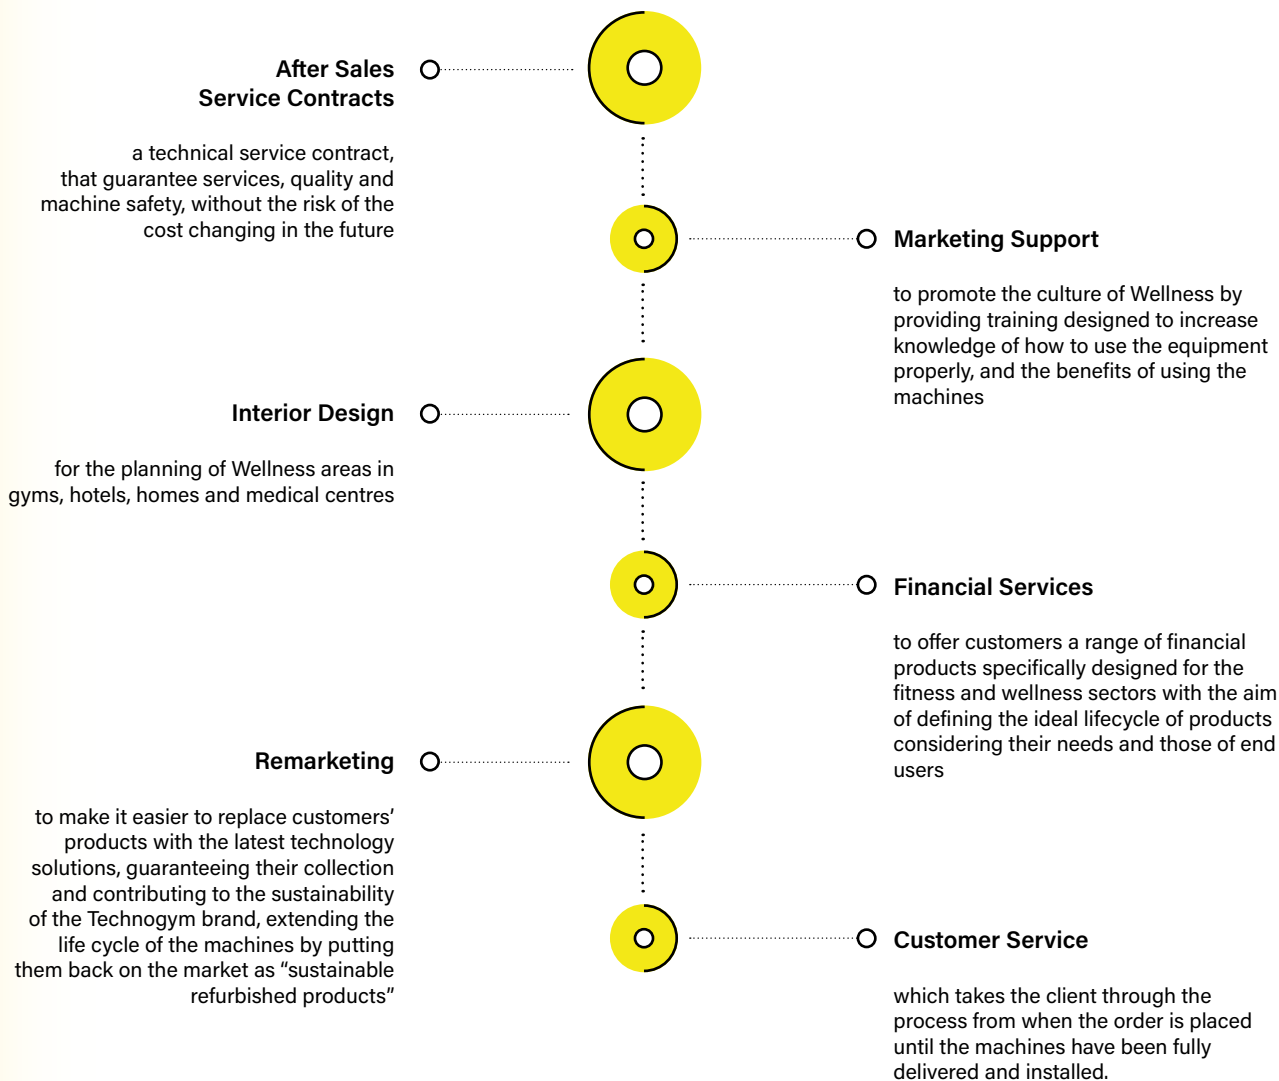 After Sales
Service Contracts
a technical service contract,
that guarantee services, quality and
machine safety, without the risk of the
cost changing in the future
Marketing Support
to promote the culture of Wellness by
providing training designed to increase
knowledge of how to use the equipment
properly, and the benefits of using the
machines
Interior Design
for the planning of Wellness areas in
gyms, hotels, homes and medical centres
Financial Services
to offer customers a range of financial
products specifically designed for the
fitness and wellness sectors with the aim
of defining the ideal lifecycle of products
considering their needs and those of end
users
Remarketing
to make it easier to replace customers’
products with the latest technology
solutions, guaranteeing their collection
and contributing to the sustainability
of the Technogym brand, extending the
life cycle of the machines by putting
them back on the market as “sustainable
refurbished products”
Customer Service
which takes the client through the
process from when the order is placed
until the machines have been fully
delivered and installed.